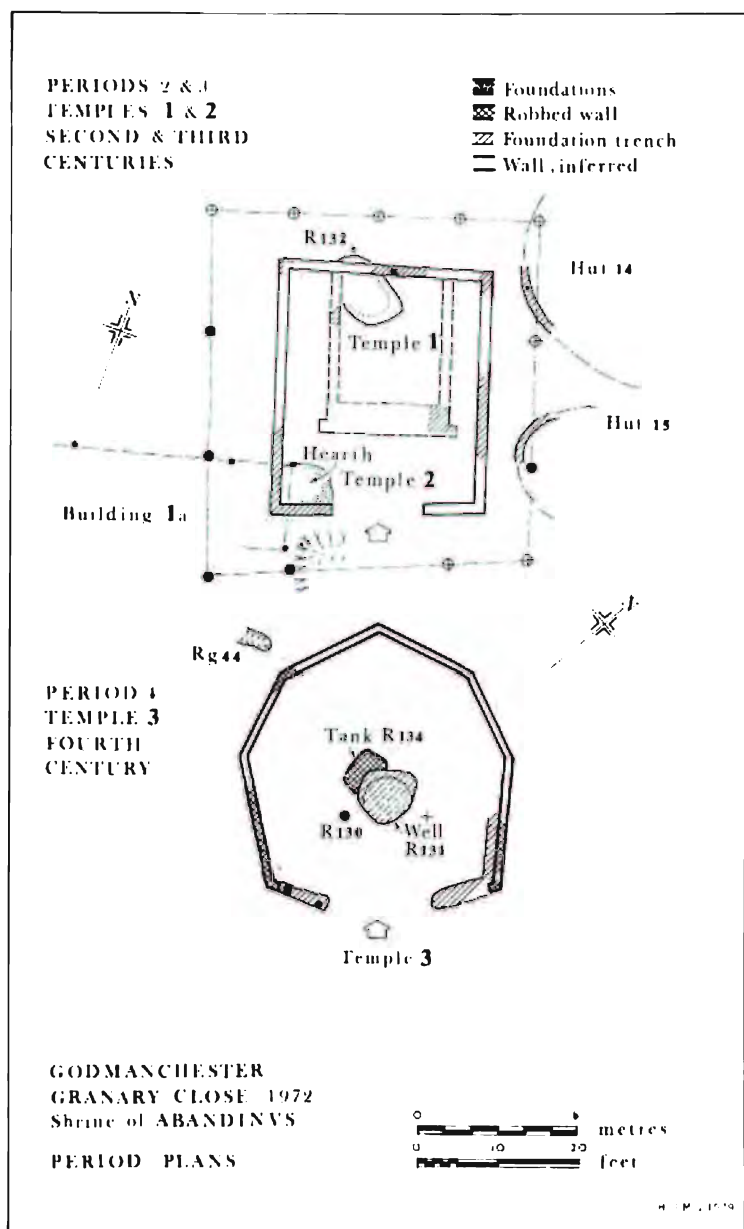 PERIODS 2 & 3
TEMPLES 1 & 2
SECOND & THIRD
CENTURIES
Foundations
Robbed wall
Foundation trench
Wall, inferred
R132
Hut 14
N
Temple 1
Hut 15
Hearth
Temple 2
Building 1a
Rg44
PERIOD 4
TEMPLE 3
FOURTH
CENTURY
Tank R134
R130
Well
R131
Temple 3
GODMANCHESTER
GRANARY CLOSE 1972
Shrine of ABANDINVS
PERIOD PLANS
0
metres
0 10 20
feet